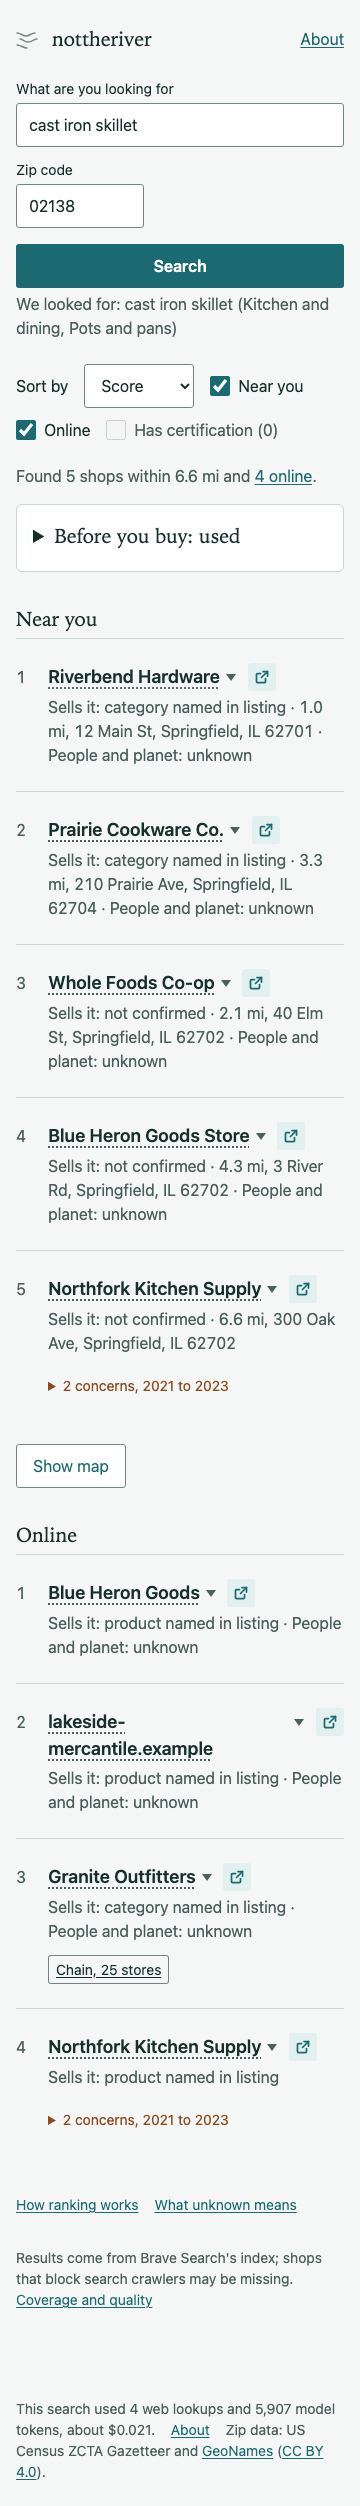 nottheriver
About
What are you looking for
cast iron skillet
Zip code
02138
Search
We looked for: cast iron skillet (Kitchen and
dining, Pots and pans)
Sort by
Score
Near you
Online
Has certification (0)
Found 5 shops within 6.6 mi and 4 online.
Before you buy: used
Near you
1
Riverbend Hardware
Sells it: category named in listing · 1.0
mi, 12 Main St, Springfield, IL 62701 ·
People and planet: unknown
2
Prairie Cookware Co.
Sells it: category named in listing · 3.3
mi, 210 Prairie Ave, Springfield, IL
62704 · People and planet: unknown
3
Whole Foods Co-op
Sells it: not confirmed · 2.1 mi, 40 Elm
St, Springfield, IL 62702 · People and
planet: unknown
4
Blue Heron Goods Store
Sells it: not confirmed · 4.3 mi, 3 River
Rd, Springfield, IL 62702 · People and
planet: unknown
5
Northfork Kitchen Supply
Sells it: not confirmed · 6.6 mi, 300 Oak
Ave, Springfield, IL 62702
2 concerns, 2021 to 2023
Show map
Online
1
Blue Heron Goods
Sells it: product named in listing · People
and planet: unknown
2
lakeside-
mercantile.example
Sells it: product named in listing · People
and planet: unknown
3
Granite Outfitters
Sells it: category named in listing ·
People and planet: unknown
Chain, 25 stores
4
Northfork Kitchen Supply
Sells it: product named in listing
2 concerns, 2021 to 2023
How ranking works
What unknown means
Results come from Brave Search's index; shops
that block search crawlers may be missing.
Coverage and quality
This search used 4 web lookups and 5,907 model
tokens, about $0.021. About Zip data: US
Census ZCTA Gazetteer and GeoNames (CC BY
4.0).